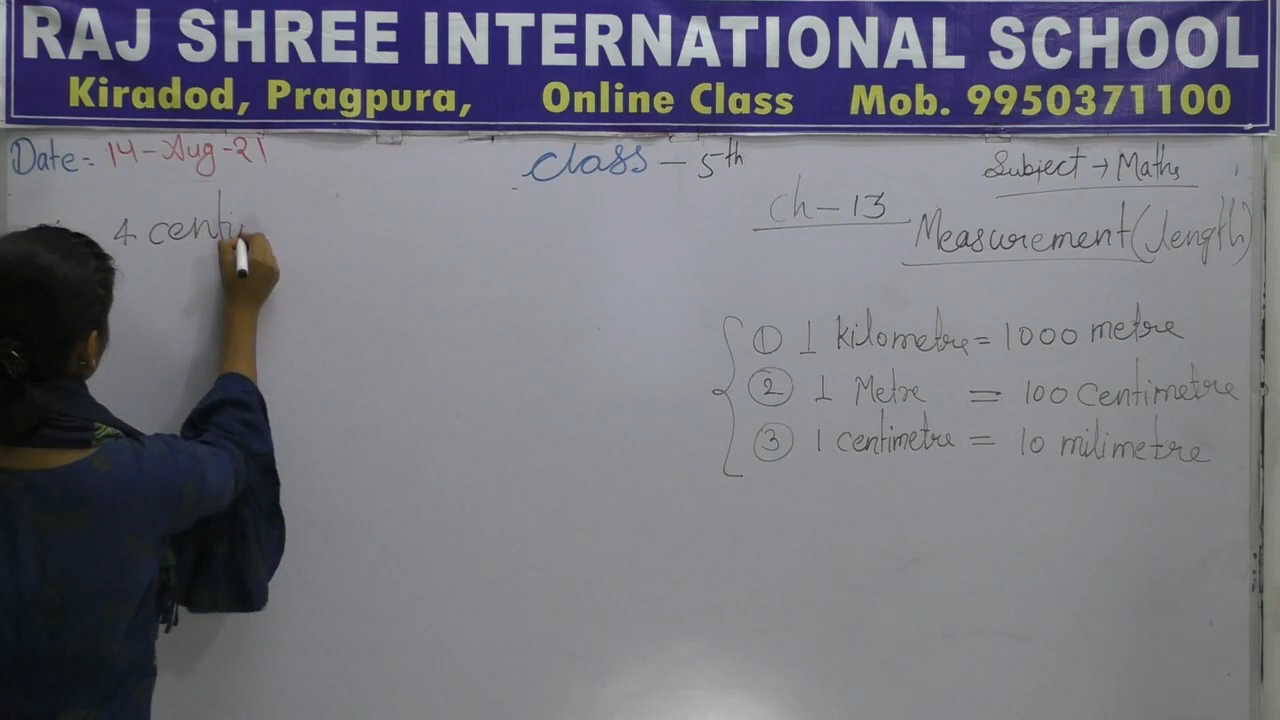 RAJ SHREE INTERNATIONAL SCHOOL
Kiradod, Pragpura, Online Class Mob. 9950371100
Date = 14-Aug-21
Class - 5th
Subject → Maths
Ch-13
Measurement (length)
4 centi
① 1 kilometre = 1000 metre
② 1 Metre = 100 Centimetre
③ 1 centimetre = 10 milimetre